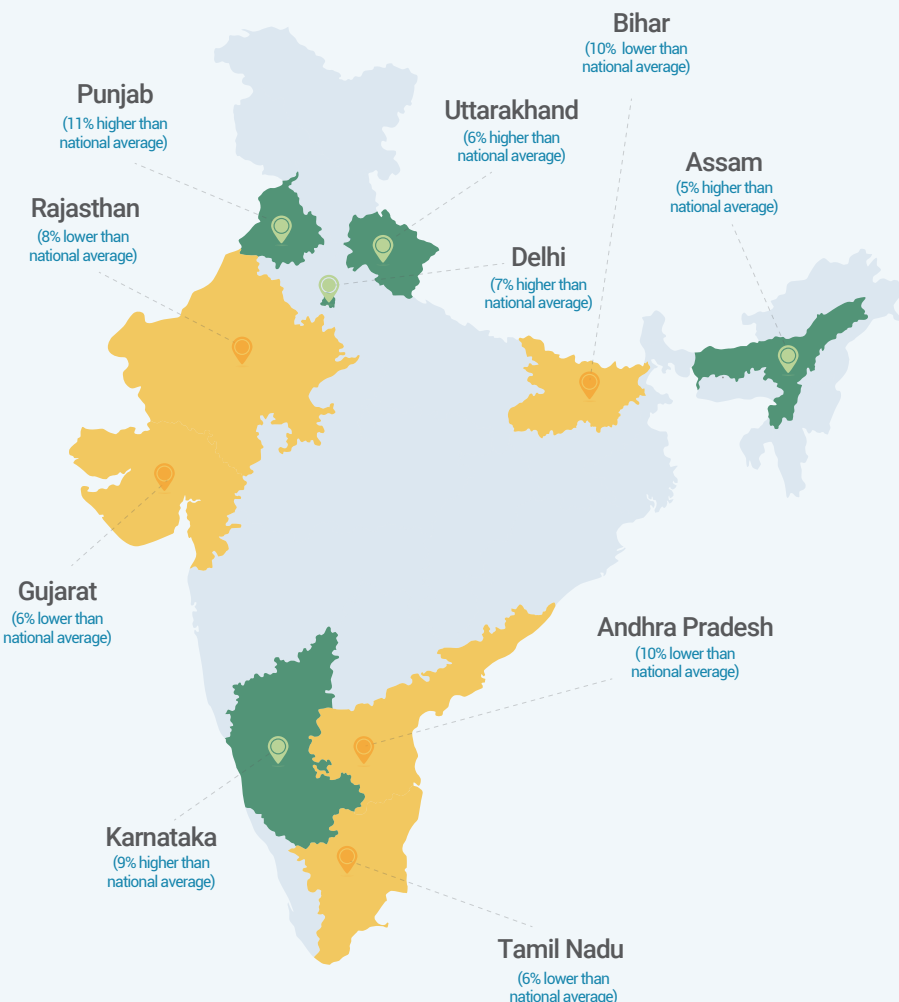 Bihar
(10% lower than
national average)
Punjab
(11% higher than
national average)
Uttarakhand
(6% higher than
national average)
Assam
(5% higher than
national average)
Rajasthan
(8% lower than
national average)
Delhi
(7% higher than
national average)
Gujarat
(6% lower than
national average)
Andhra Pradesh
(10% lower than
national average)
Karnataka
(9% higher than
national average)
Tamil Nadu
(6% lower than
national average)